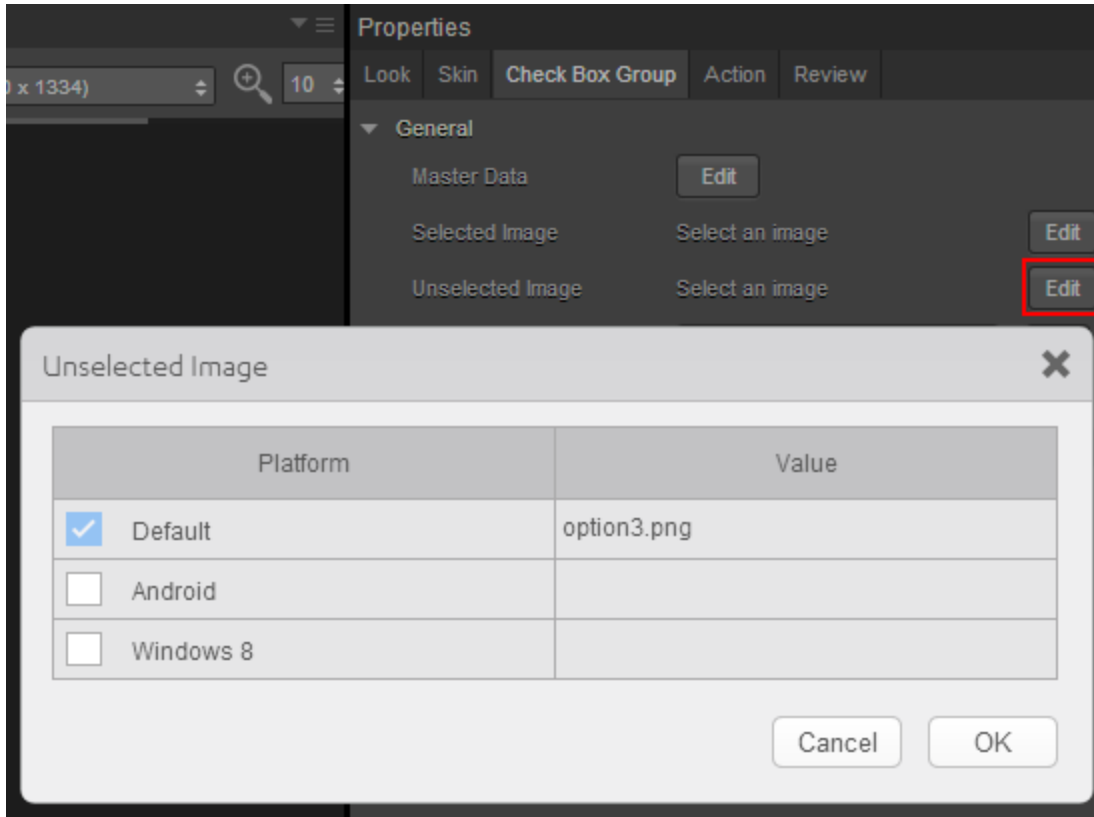 Properties
0 x 1334)
10
Look Skin Check Box Group Action Review
General
Master Data Edit
Selected Image Select an image Edit
Unselected Image Select an image Edit
Unselected Image
Platform Value
Default option3.png
Android
Windows 8
Cancel OK